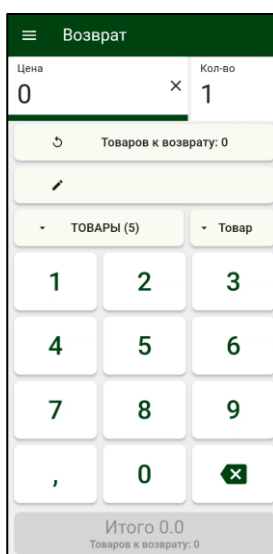 Возврат
Цена Кол-во
0 × 1
Товаров к возврату: 0
ТОВАРЫ (5) Товар
1 2 3
4 5 6
7 8 9
, 0
Итого 0.0
Товаров к возврату: 0